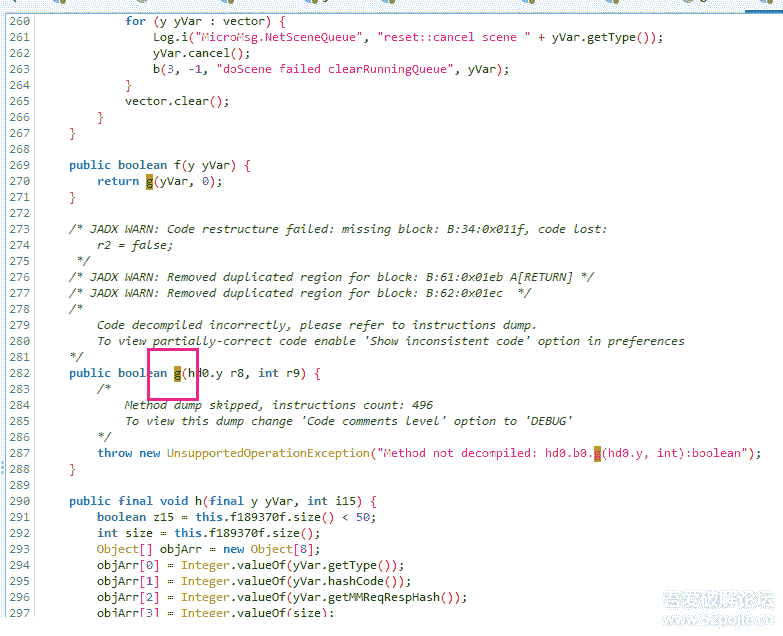 260 for (y yVar : vector) {
261 Log.i("MicroMsg.NetSceneQueue", "reset::cancel scene " + yVar.getType());
262 yVar.cancel();
263 b(3, -1, "doScene failed clearRunningQueue", yVar);
264 }
265 vector.clear();
266 }
267 }
268
269 public boolean f(y yVar) {
270 return g(yVar, 0);
271 }
272
273 /* JADX WARN: Code restructure failed: missing block: B:34:0x011f, code lost:
274 r2 = false;
275 */
276 /* JADX WARN: Removed duplicated region for block: B:61:0x01eb A[RETURN] */
277 /* JADX WARN: Removed duplicated region for block: B:62:0x01ec  */
278 /*
279 Code decompiled incorrectly, please refer to instructions dump.
280 To view partially-correct code enable 'Show inconsistent code' option in preferences
281 */
282 public boolean g(hd0.y r8, int r9) {
283 /*
284 Method dump skipped, instructions count: 496
285 To view this dump change 'Code comments level' option to 'DEBUG'
286 */
287 throw new UnsupportedOperationException("Method not decompiled: hd0.b0.g(hd0.y, int):boolean");
288 }
289
290 public final void h(final y yVar, int i15) {
291 boolean z15 = this.f189370f.size() < 50;
292 int size = this.f189370f.size();
293 Object[] objArr = new Object[8];
294 objArr[0] = Integer.valueOf(yVar.getType());
295 objArr[1] = Integer.valueOf(yVar.hashCode());
296 objArr[2] = Integer.valueOf(yVar.getMMReqRespHash());
297 objArr[3] = Integer.valueOf(size);
吾爱破解论坛
www.52pojie.cn